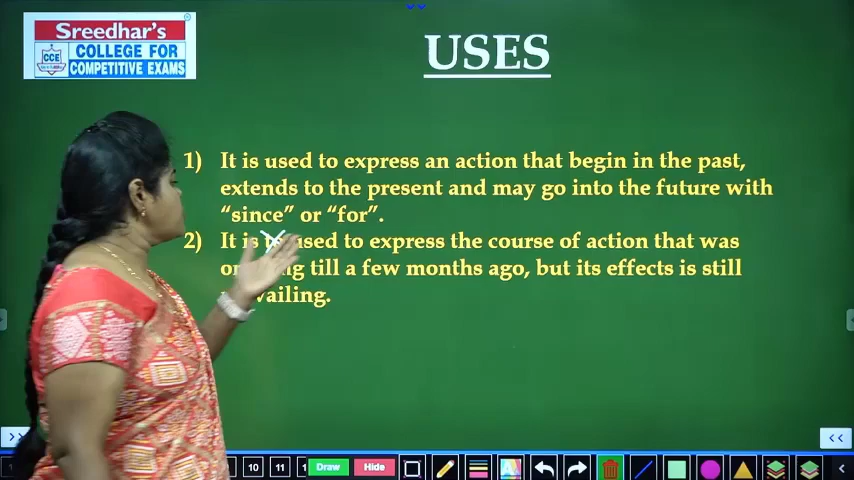 Sreedhar's
CCE
COLLEGE FOR
COMPETITIVE EXAMS
USES
1) It is used to express an action that begin in the past,
extends to the present and may go into the future with
“since” or “for”.
2) It is used to express the course of action that was
till a few months ago, but its effects is still
10 11 Draw Hide